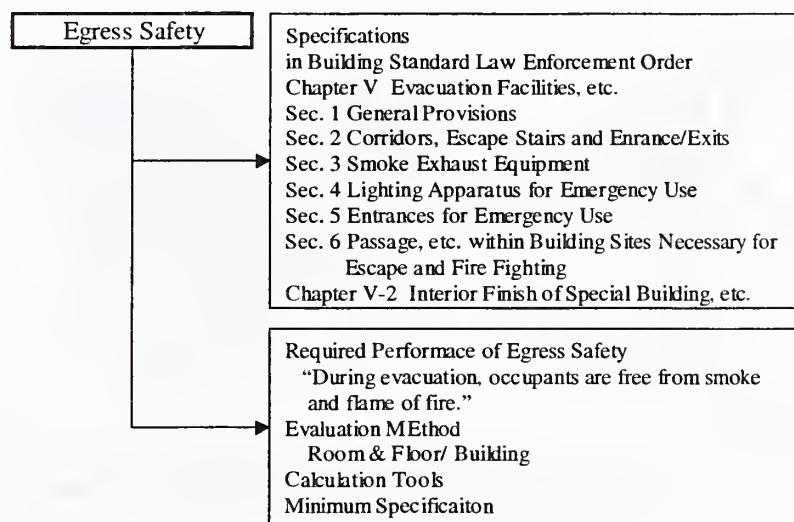 Egress Safety
Specifications
in Building Standard Law Enforcement Order
Chapter V Evacuation Facilities, etc.
Sec. 1 General Provisions
Sec. 2 Corridors, Escape Stairs and Enrance/Exits
Sec. 3 Smoke Exhaust Equipment
Sec. 4 Lighting Apparatus for Emergency Use
Sec. 5 Entrances for Emergency Use
Sec. 6 Passage, etc. within Building Sites Necessary for
Escape and Fire Fighting
Chapter V-2 Interior Finish of Special Building, etc.
Required Performace of Egress Safety
“During evacuation, occupants are free from smoke
and flame of fire.”
Evaluation MEthod
Room & Floor/ Building
Calculation Tools
Minimum Specificaiton